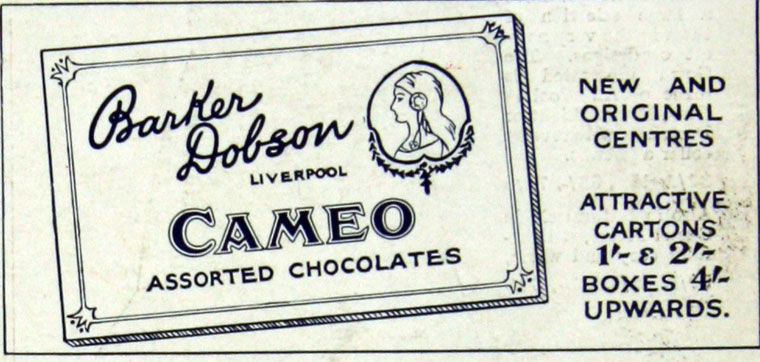 Barker
Dobson
LIVERPOOL
CAMEO
ASSORTED CHOCOLATES
NEW AND
ORIGINAL
CENTRES
ATTRACTIVE
CARTONS
1/- & 2/-
BOXES 4/-
UPWARDS.